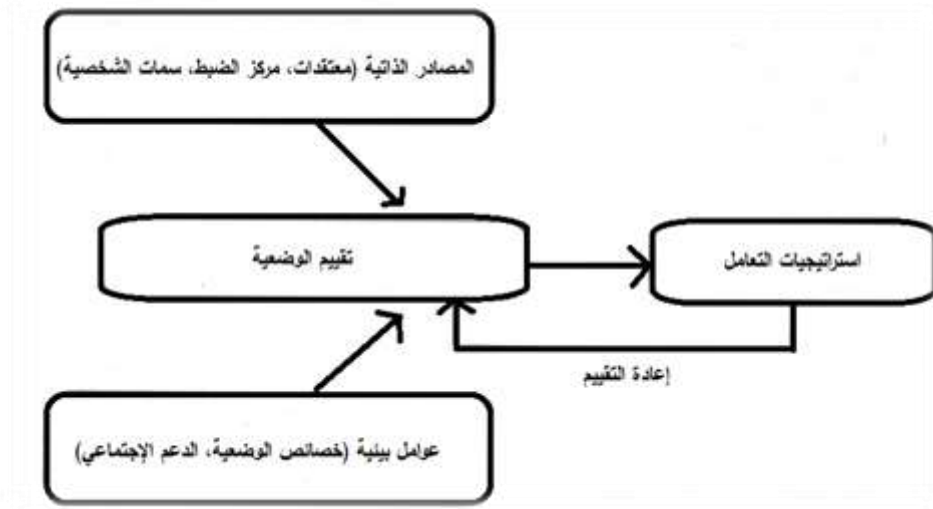 المصادر الذاتية (معتقدات، مركز الضبط، سمات الشخصية)
تقييم الوضعية
استراتيجيات التعامل
إعادة التقييم
عوامل بيئية (خصائص الوضعية، الدعم الإجتماعي)